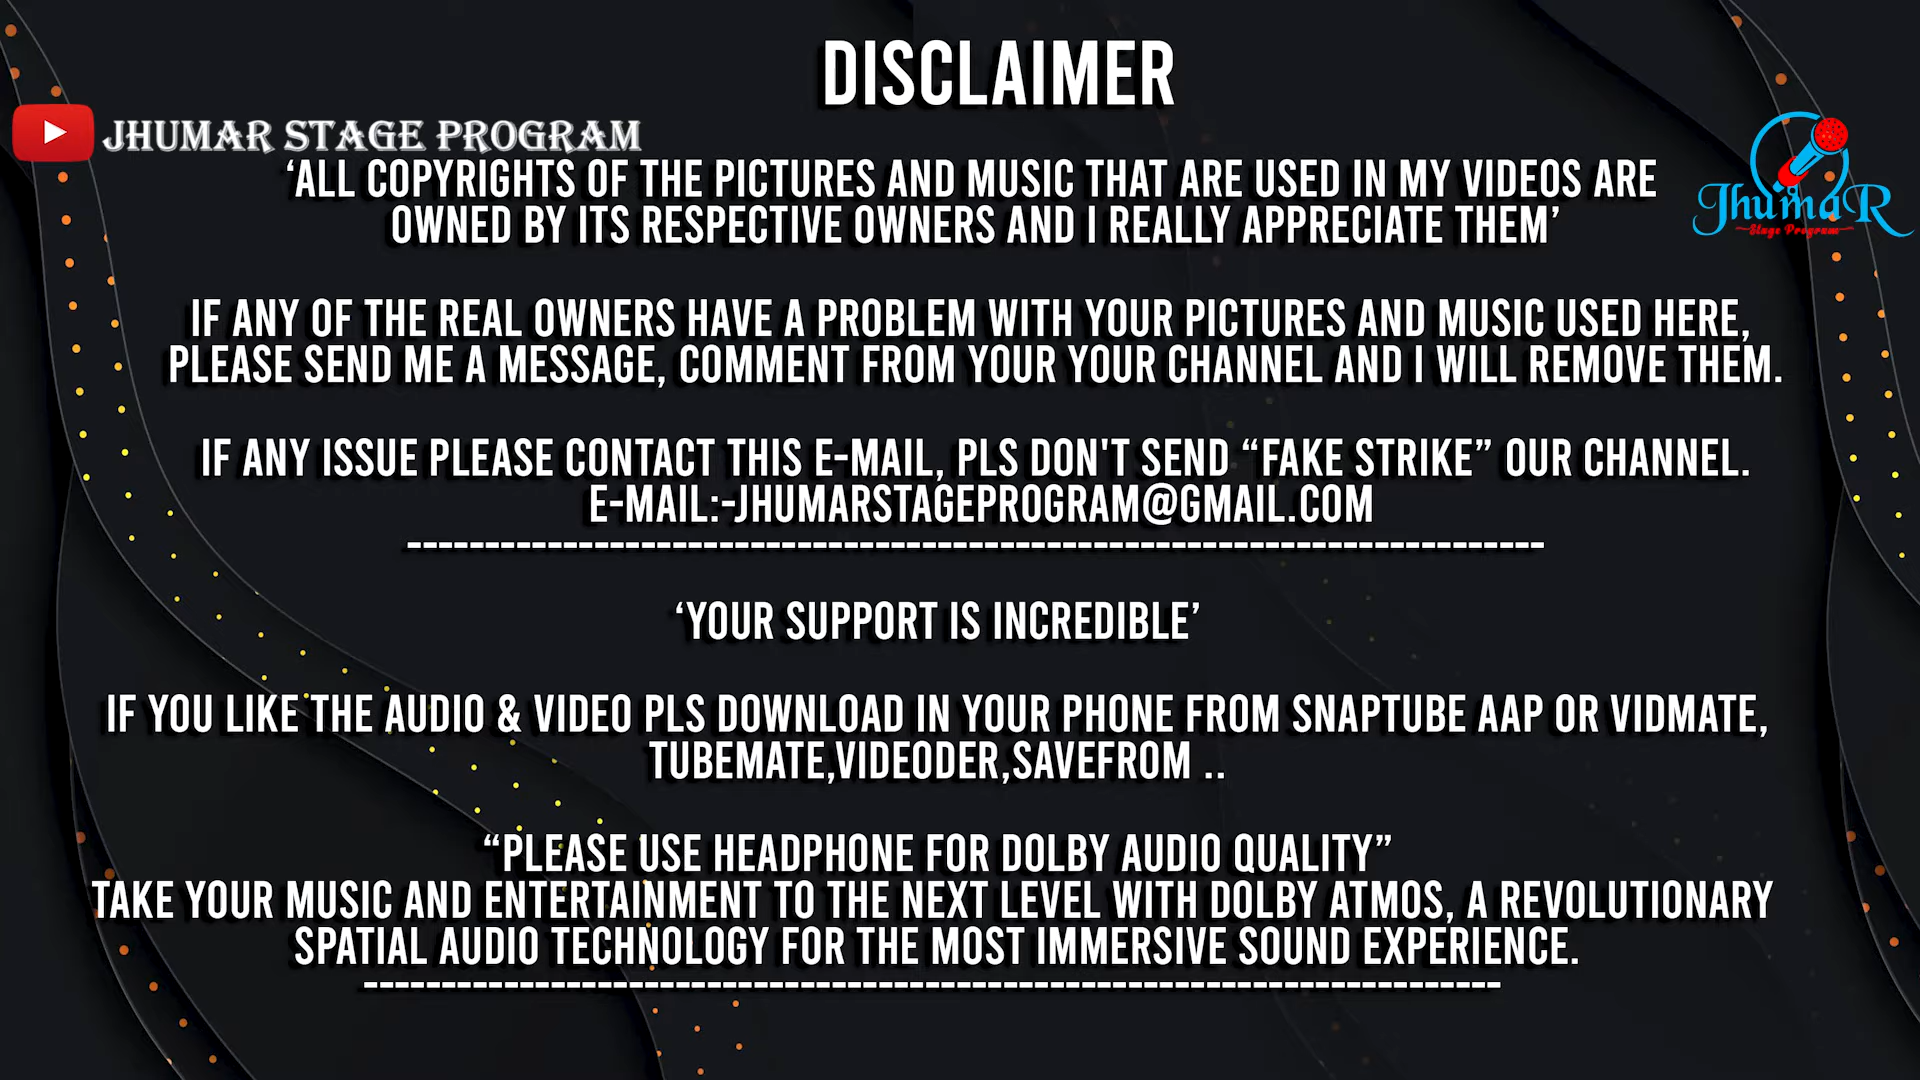 DISCLAIMER
JHUMAR STAGE PROGRAM
‘ALL COPYRIGHTS OF THE PICTURES AND MUSIC THAT ARE USED IN MY VIDEOS ARE
OWNED BY ITS RESPECTIVE OWNERS AND I REALLY APPRECIATE THEM’
JhumaR
Stage Program
IF ANY OF THE REAL OWNERS HAVE A PROBLEM WITH YOUR PICTURES AND MUSIC USED HERE,
PLEASE SEND ME A MESSAGE, COMMENT FROM YOUR YOUR CHANNEL AND I WILL REMOVE THEM.
IF ANY ISSUE PLEASE CONTACT THIS E-MAIL, PLS DON'T SEND “FAKE STRIKE” OUR CHANNEL.
E-MAIL:-JHUMARSTAGEPROGRAM@GMAIL.COM
‘YOUR SUPPORT IS INCREDIBLE’
IF YOU LIKE THE AUDIO & VIDEO PLS DOWNLOAD IN YOUR PHONE FROM SNAPTUBE AAP OR VIDMATE,
TUBEMATE,VIDEODER,SAVEFROM ..
“PLEASE USE HEADPHONE FOR DOLBY AUDIO QUALITY”
TAKE YOUR MUSIC AND ENTERTAINMENT TO THE NEXT LEVEL WITH DOLBY ATMOS, A REVOLUTIONARY
SPATIAL AUDIO TECHNOLOGY FOR THE MOST IMMERSIVE SOUND EXPERIENCE.